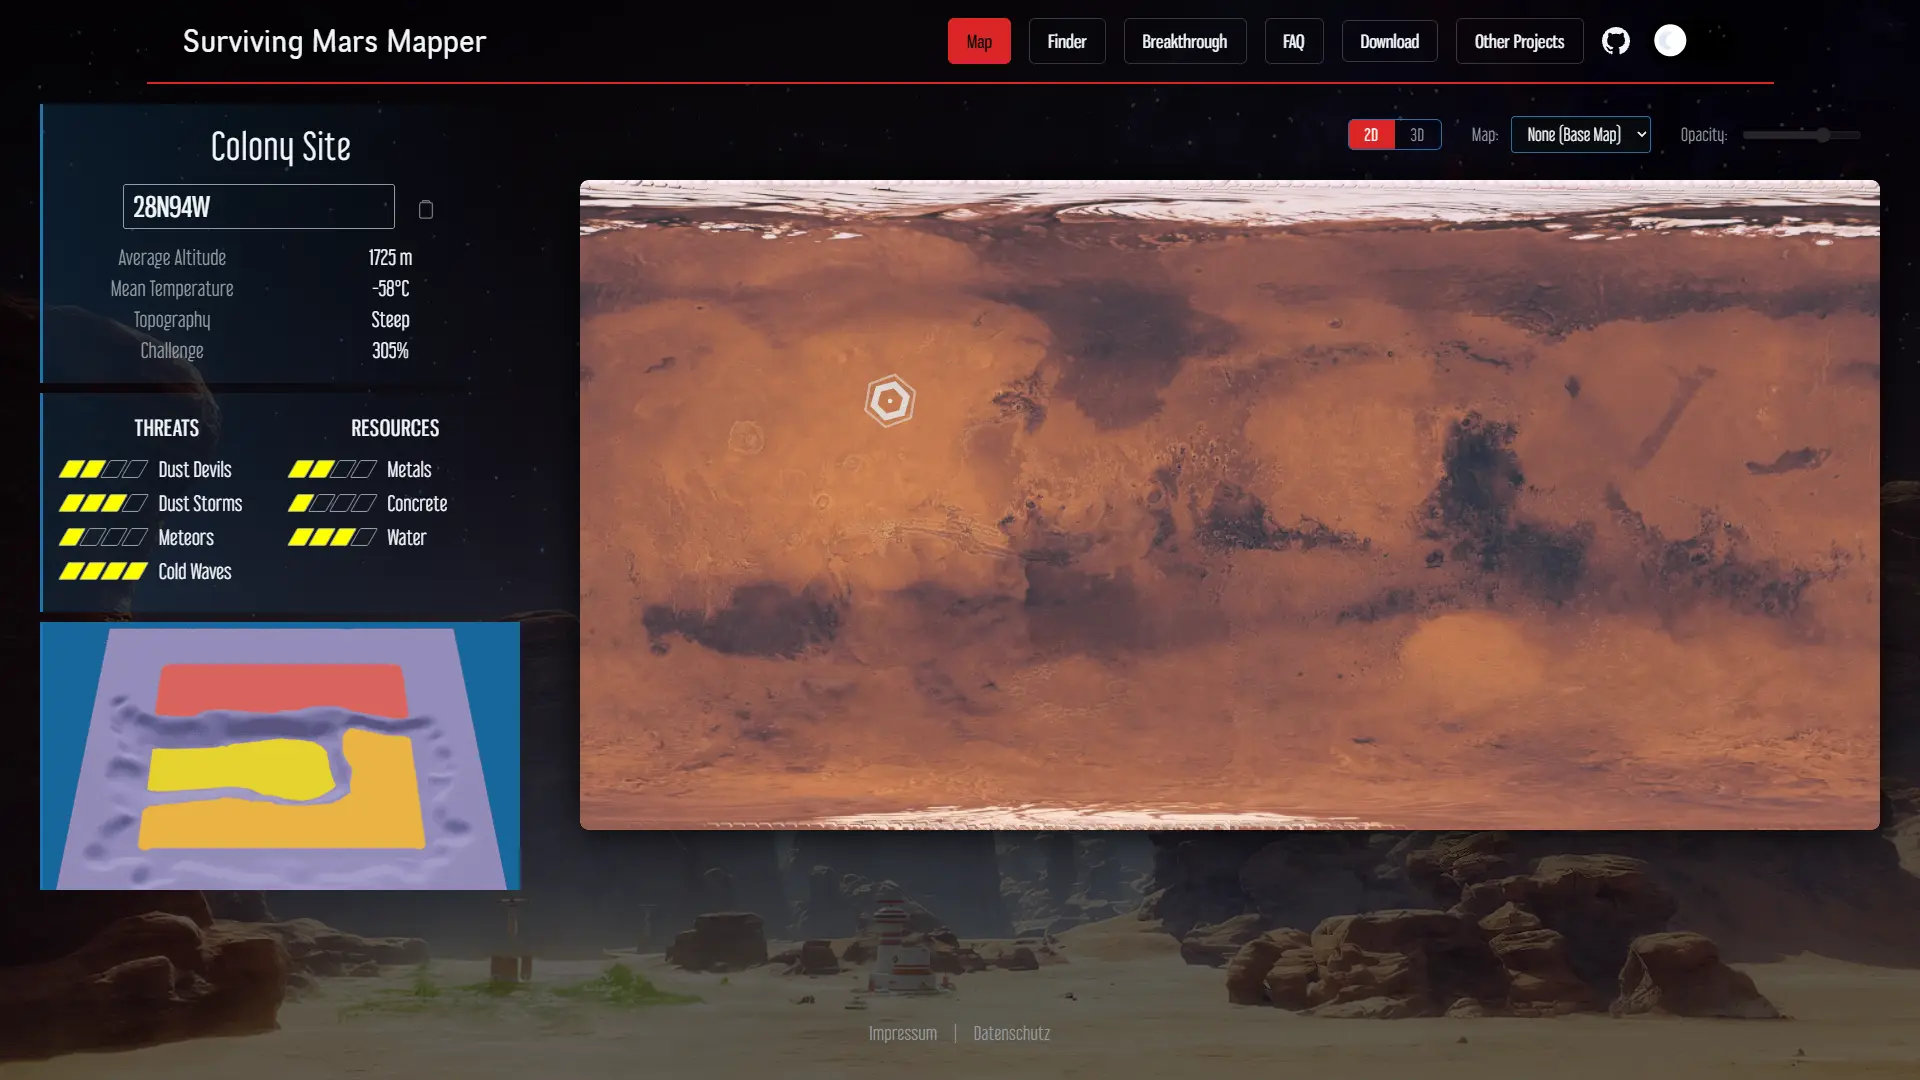 Surviving Mars Mapper
Map
Finder
Breakthrough
FAQ
Download
Other Projects
Colony Site
28N94W
Average Altitude 1725 m
Mean Temperature -58°C
Topography Steep
Challenge 305%
THREATS
Dust Devils
Dust Storms
Meteors
Cold Waves
RESOURCES
Metals
Concrete
Water
2D
3D
Map:
None (Base Map)
Opacity:
Impressum | Datenschutz